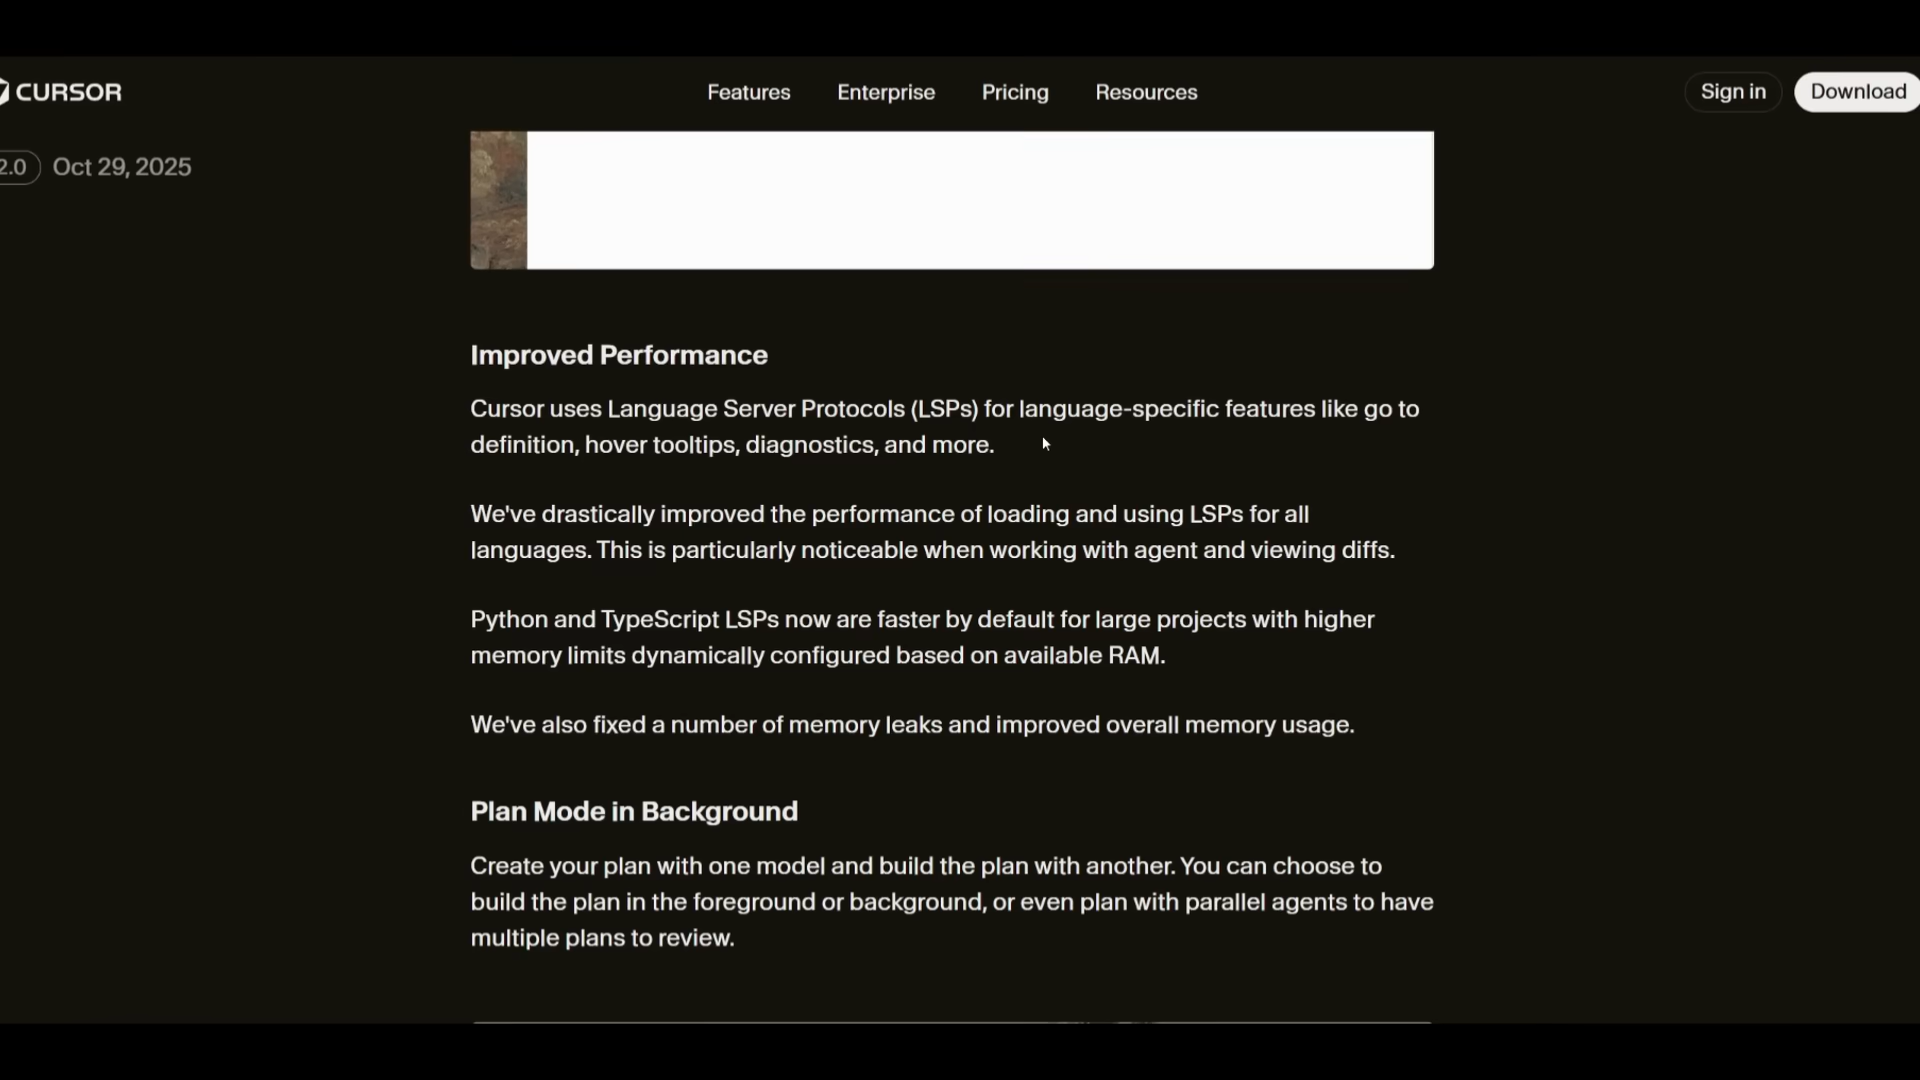 CURSOR
Features
Enterprise
Pricing
Resources
Sign in
Download
2.0
Oct 29, 2025
Improved Performance
Cursor uses Language Server Protocols (LSPs) for language-specific features like go to
definition, hover tooltips, diagnostics, and more.
We've drastically improved the performance of loading and using LSPs for all
languages. This is particularly noticeable when working with agent and viewing diffs.
Python and TypeScript LSPs now are faster by default for large projects with higher
memory limits dynamically configured based on available RAM.
We've also fixed a number of memory leaks and improved overall memory usage.
Plan Mode in Background
Create your plan with one model and build the plan with another. You can choose to
build the plan in the foreground or background, or even plan with parallel agents to have
multiple plans to review.